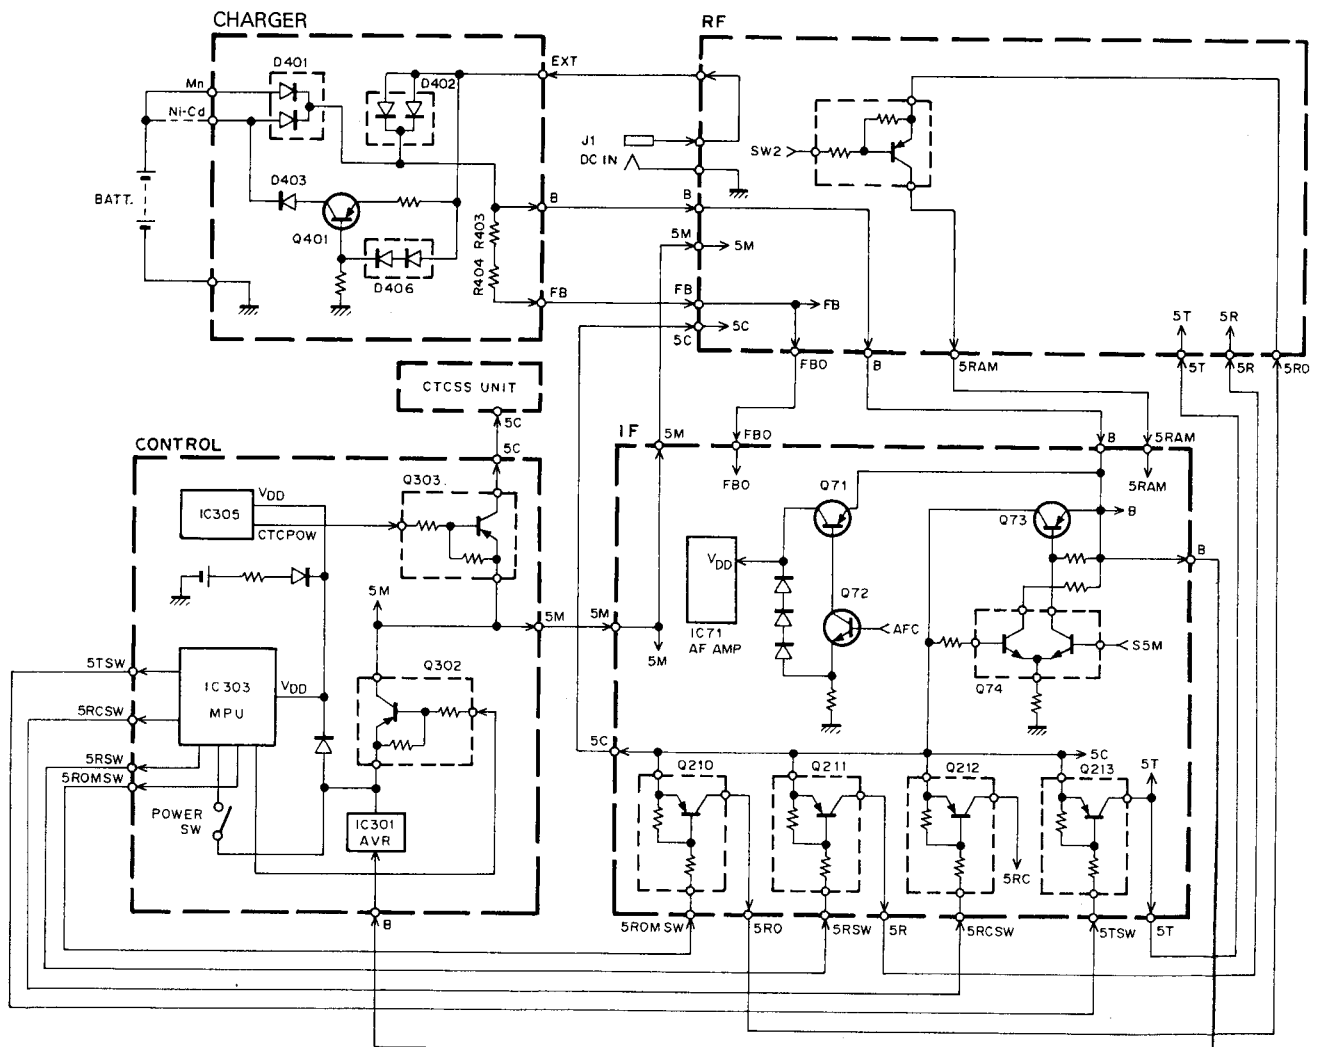 CHARGER
RF
D401
D402
EXT
Mn
Ni-Cd
J1
DC IN
SW2
BATT.
D403
Q401
D406
R403
R404
B
B
5M
5M
FB
FB
FB
5C
5C
5T
5R
FBO
B
5RAM
5T
5R
5RO
CTCSS UNIT
5C
5C
CONTROL
IF
5M
FBO
B
5RAM
FBO
5RAM
Q303.
VDD
IC305
CTCPOW
Q71
Q73
B
B
VDD
IC71
AF AMP
Q72
AFC
S5M
Q74
5M
5M
5M
5M
5TSW
IC303
MPU
VDD
Q302
5RCSW
5RSW
5ROMSW
POWER
SW
IC301
AVR
B
5C
5C
Q210
Q211
Q212
Q213
5T
5RC
5ROMSW
5RO
5RSW
5R
5RCSW
5TSW
5T